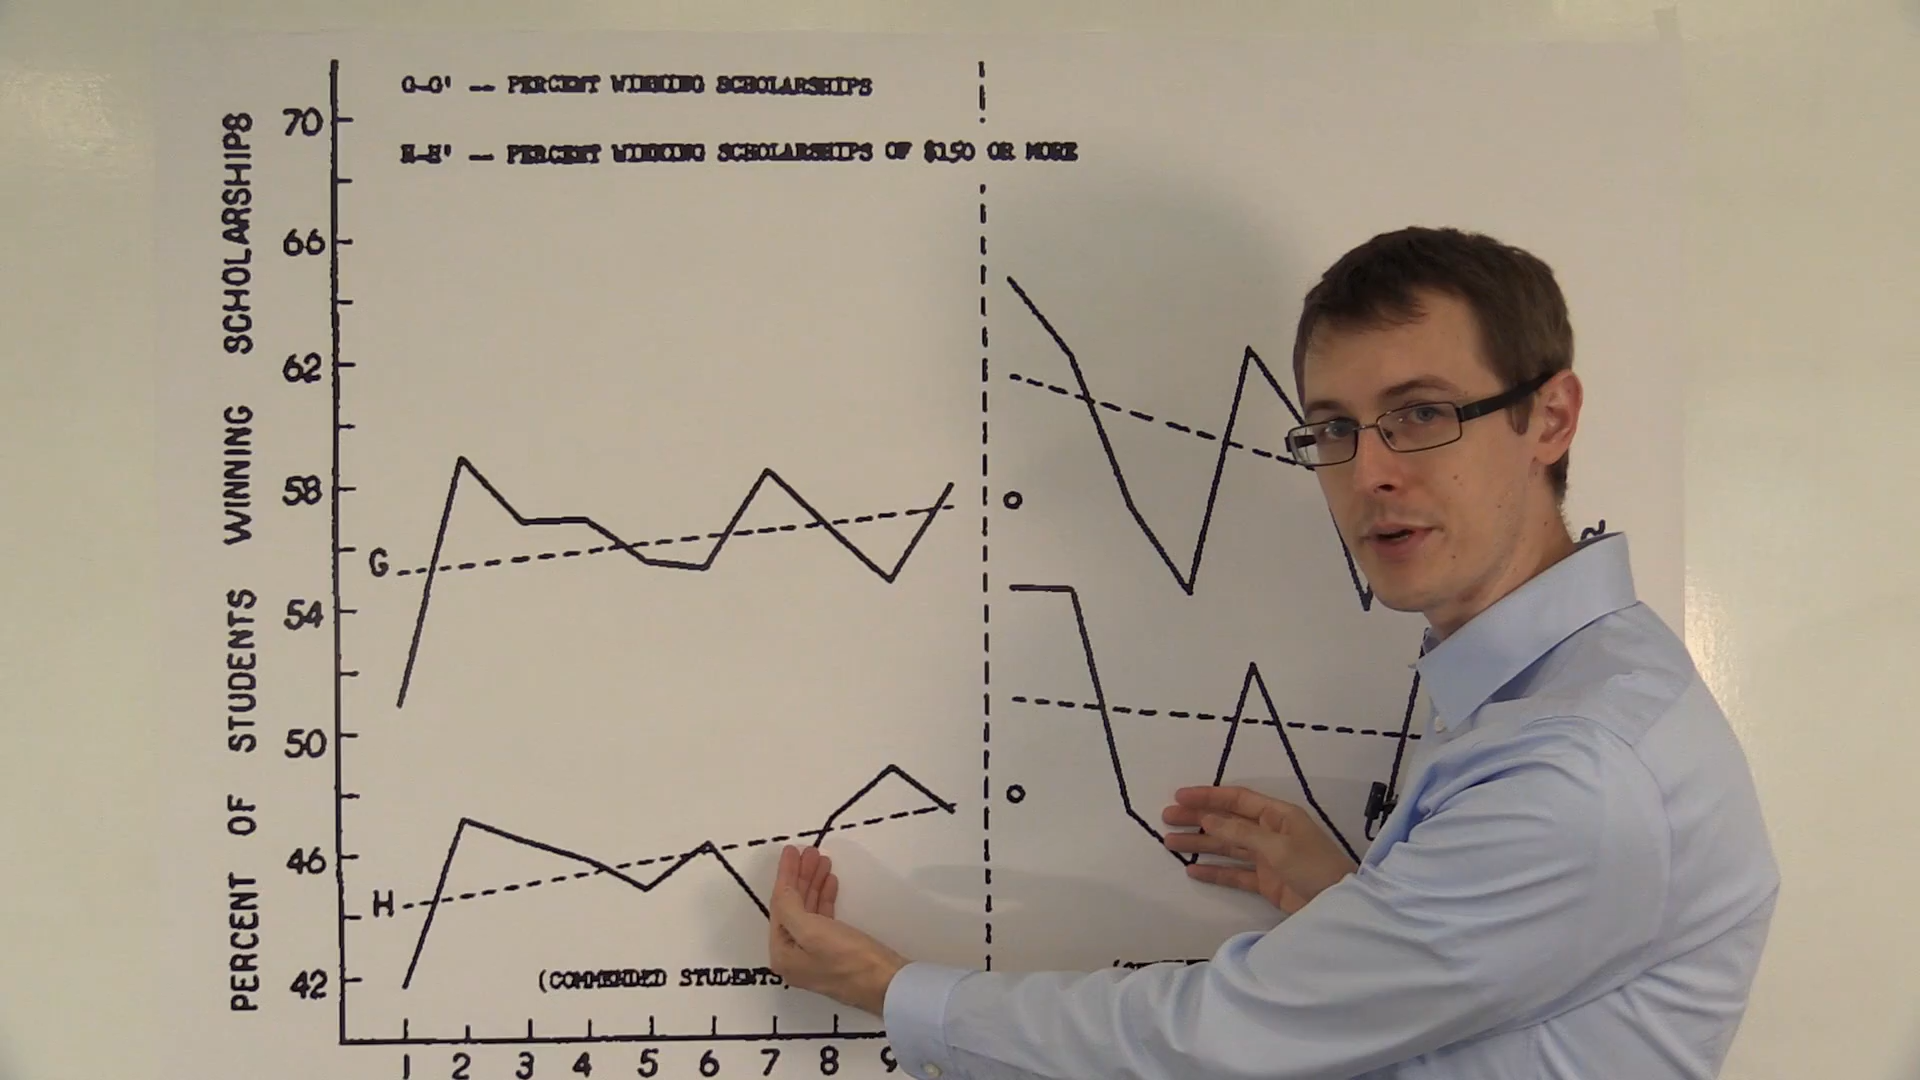 G-G' -- PERCENT WINNING SCHOLARSHIPS
H-H' -- PERCENT WINNING SCHOLARSHIPS OF $150 OR MORE
PERCENT OF STUDENTS WINNING SCHOLARSHIPS
70
66
62
58
54
50
46
42
G
H
(COMMENDED STUDENTS)
1 2 3 4 5 6 7 8 9